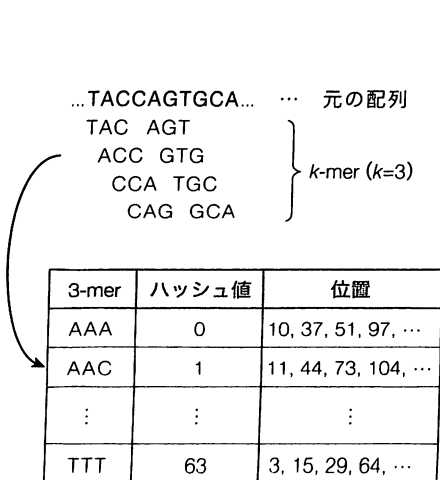 …TACCAGTGCA… … 元の配列
TAC AGT
ACC GTG
CCA TGC
CAG GCA
k-mer (k=3)
3-mer ハッシュ値 位置
AAA 0 10, 37, 51, 97, …
AAC 1 11, 44, 73, 104, …
⋮ ⋮ ⋮
TTT 63 3, 15, 29, 64, …